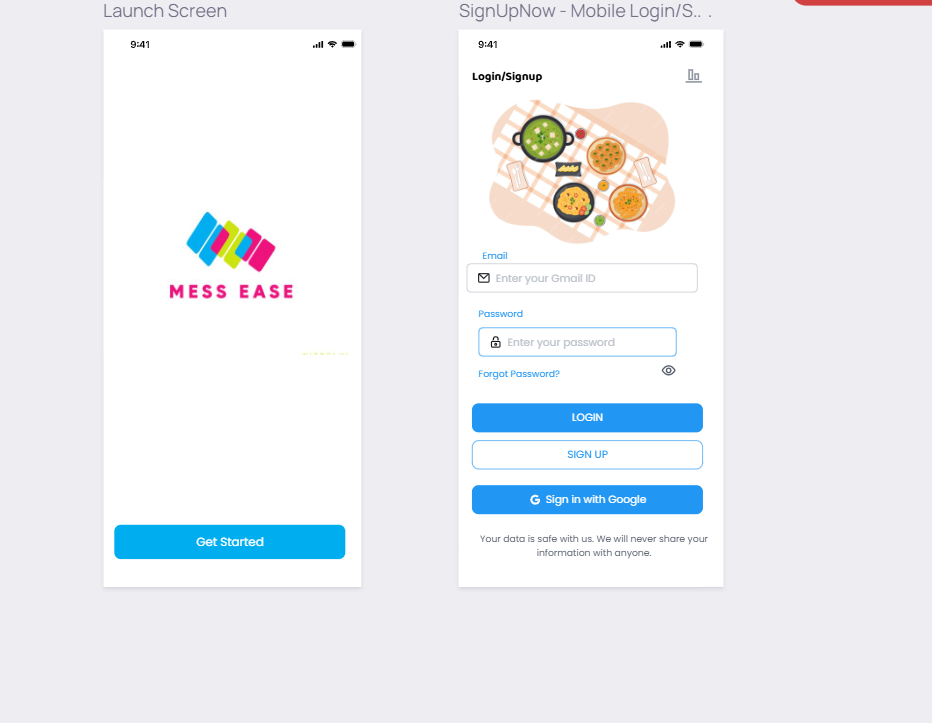 Launch Screen
9:41
MESS EASE
Get Started
SignUpNow - Mobile Login/S.. .
9:41
Login/Signup
Email
Enter your Gmail ID
Password
Enter your password
Forgot Password?
LOGIN
SIGN UP
G Sign in with Google
Your data is safe with us. We will never share your
information with anyone.